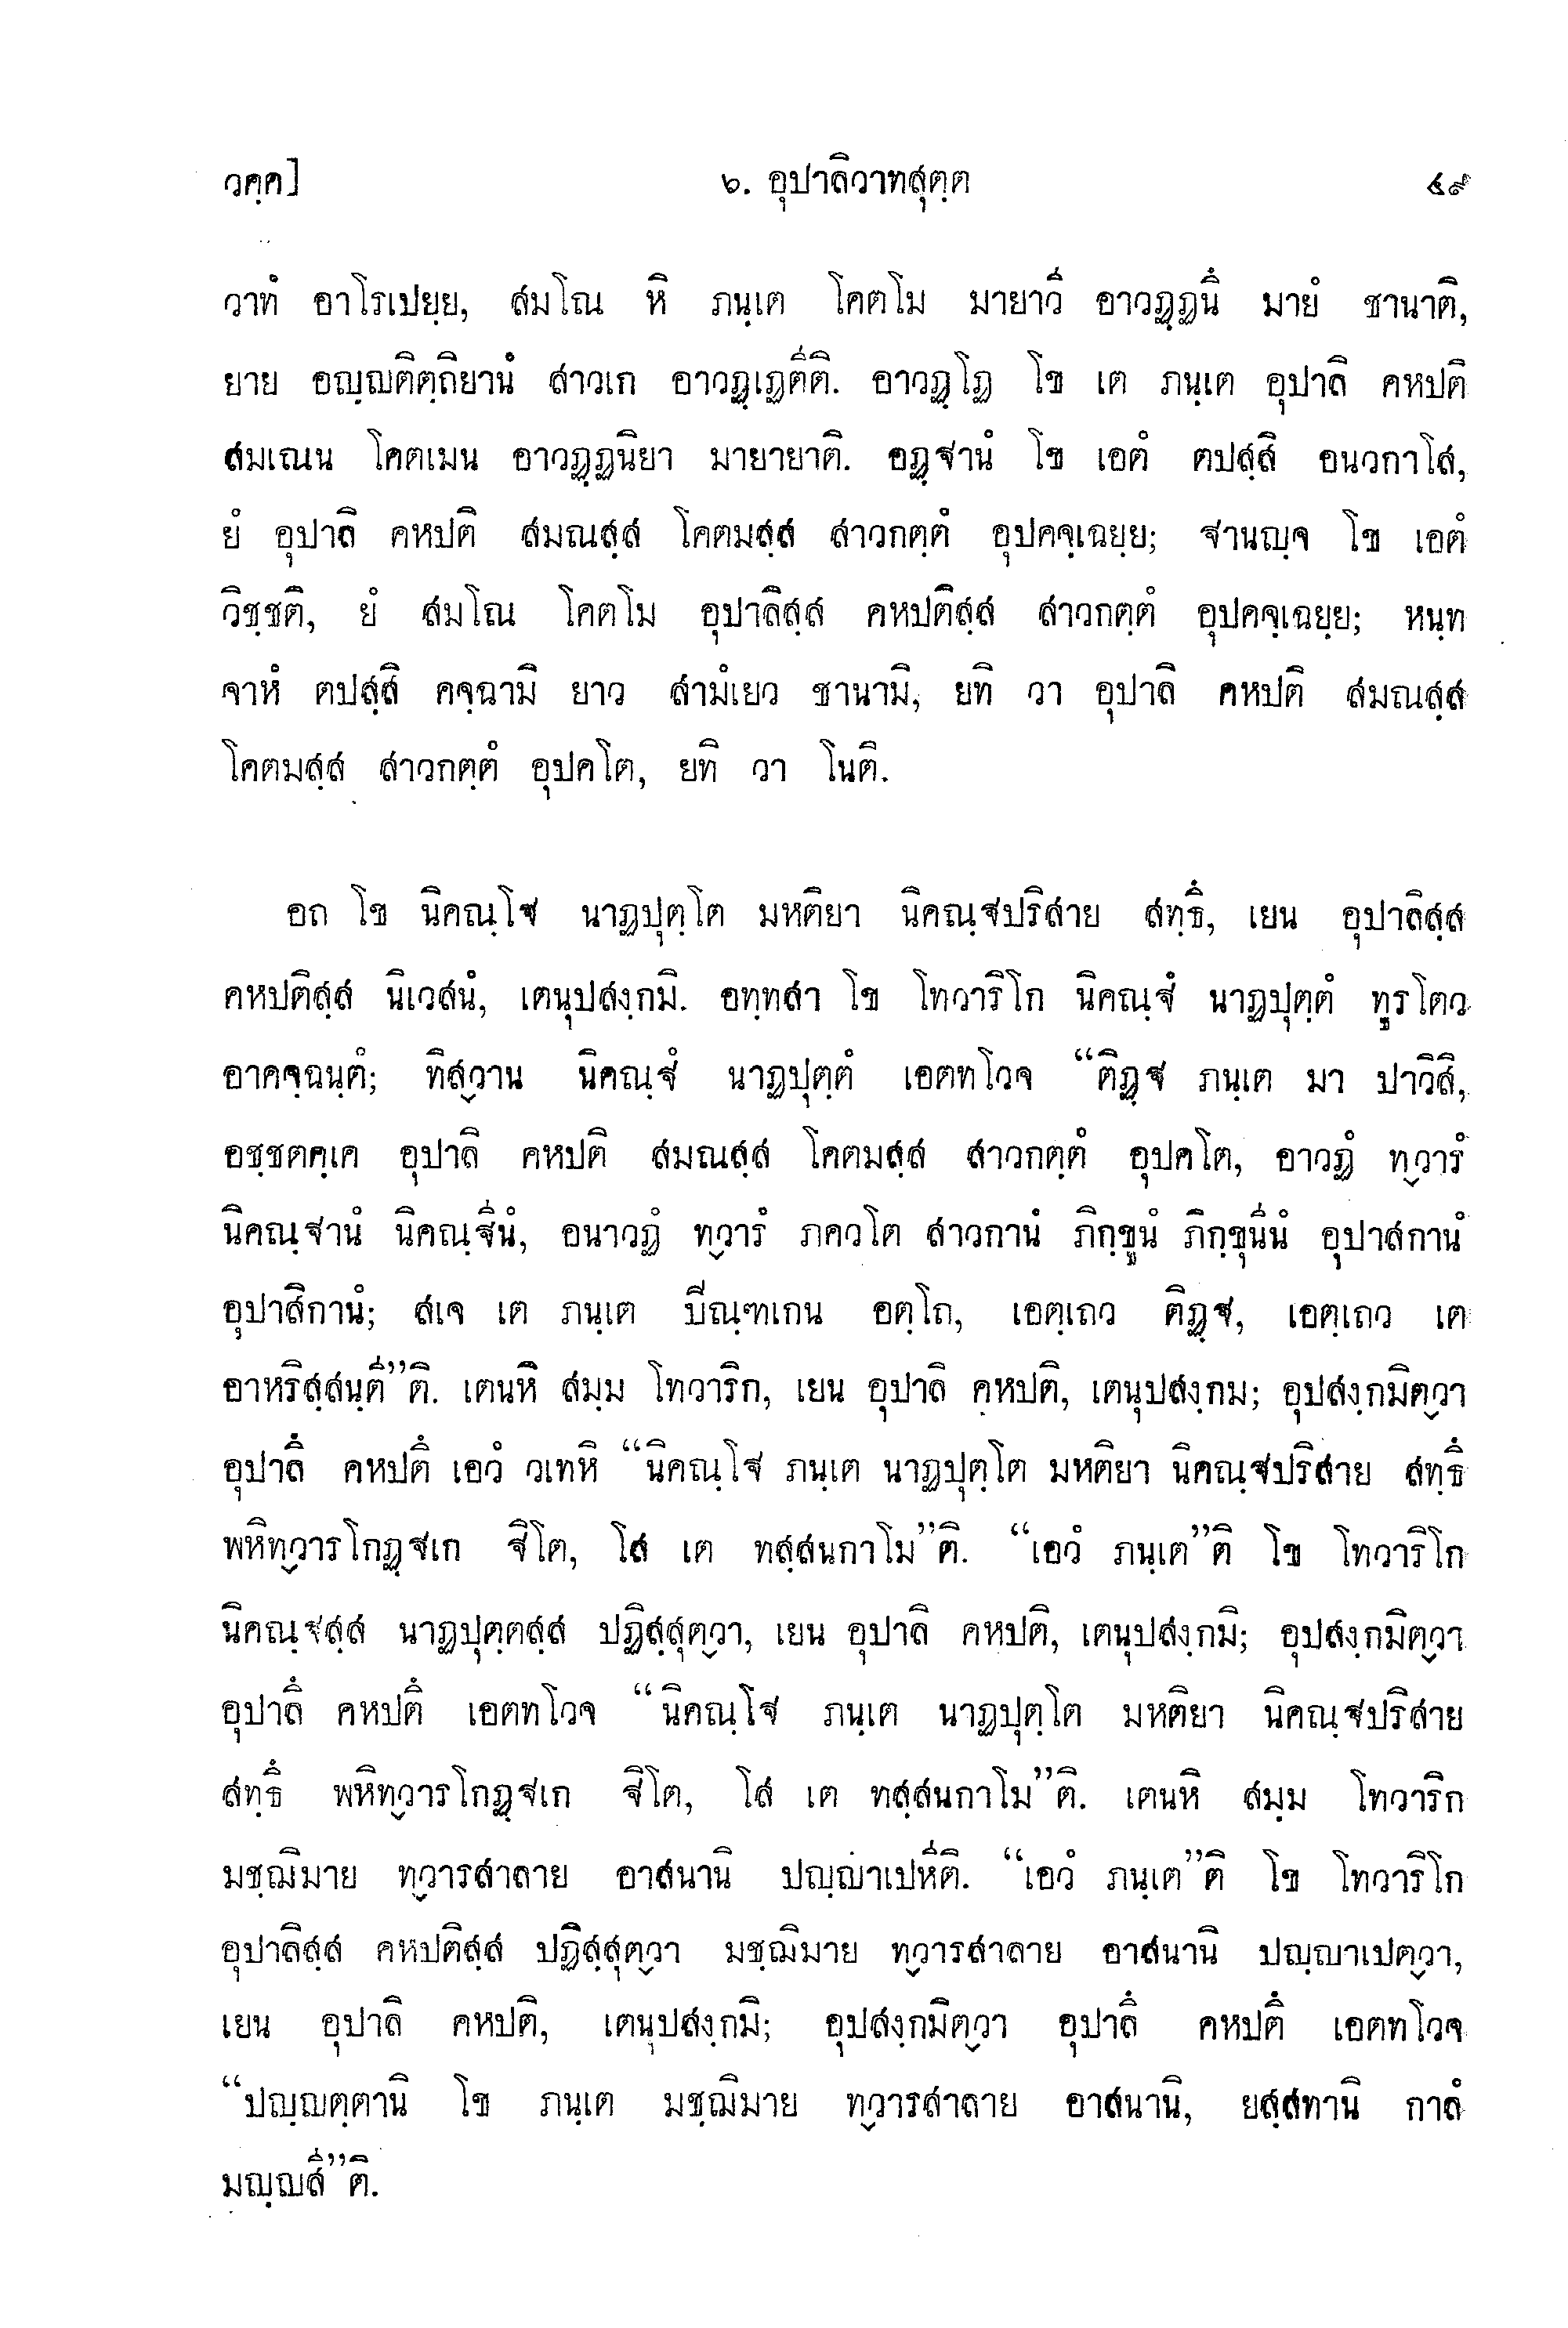 วคฺค] ๖. อุปาลิวาทสุตฺต ๕๙
วาทํ อาโรเปยฺย, สมโณ หิ ภนฺเต โคตโม มายาวี อาวฏฺฏนึ มายํ ชานาติ,
ยาย อญฺญติตฺถิยานํ สาวเก อาวฏฺเฏตีติ. อาวฏฺโฏ โข เต ภนฺเต อุปาลิ คหปติ
สมเณน โคตเมน อาวฏฺฏนิยา มายายาติ. อฏฺฐานํ โข เอตํ ตปสฺสิ อนวกาโส,
ยํ อุปาลิ คหปติ สมณสฺส โคตมสฺส สาวกตฺตํ อุปคจฺเฉยฺย; ฐานญฺจ โข เอตํ
วิชฺชติ, ยํ สมโณ โคตโม อุปาลิสฺส คหปติสฺส สาวกตฺตํ อุปคจฺเฉยฺย; หนฺท
จาหํ ตปสฺสิ คจฺฉามิ ยาว สามํเยว ชานามิ, ยทิ วา อุปาลิ คหปติ สมณสฺส
โคตมสฺส สาวกตฺตํ อุปคโต, ยทิ วา โนติ.
อถ โข นิคณฺโฐ นาฏปุตฺโต มหติยา นิคณฺฐปริสาย สทฺธึ, เยน อุปาลิสฺส
คหปติสฺส นิเวสนํ, เตนุปสงฺกมิ. อทฺทสา โข โทวาริโก นิคณฺฐํ นาฏปุตฺตํ ทูรโตว
อาคจฺฉนฺตํ; ทิสฺวาน นิคณฺฐํ นาฏปุตฺตํ เอตทโวจ “ติฏฺฐ ภนฺเต มา ปาวิสิ,
อชฺชตคฺเค อุปาลิ คหปติ สมณสฺส โคตมสฺส สาวกตฺตํ อุปคโต, อาวฏํ ทฺวารํ
นิคณฺฐานํ นิคณฺฐีนํ, อนาวฏํ ทฺวารํ ภควโต สาวกานํ ภิกฺขูนํ ภิกฺขุนีนํ อุปาสกานํ
อุปาสิกานํ; สเจ เต ภนฺเต ปิณฺฑเกน อตฺโถ, เอตฺเถว ติฏฺฐ, เอตฺเถว เต
อาหริสฺสนฺตี”ติ. เตนหิ สมฺม โทวาริก, เยน อุปาลิ คหปติ, เตนุปสงฺกม; อุปสงฺกมิตฺวา
อุปาลึ คหปตึ เอวํ วเทหิ “นิคณฺโฐ ภนฺเต นาฏปุตฺโต มหติยา นิคณฺฐปริสาย สทฺธึ
พหิทฺวารโกฏฺฐเก ฐิโต, โส เต ทสฺสนกาโม”ติ. “เอวํ ภนฺเต”ติ โข โทวาริโก
นิคณฺฐสฺส นาฏปุตฺตสฺส ปฏิสฺสุตฺวา, เยน อุปาลิ คหปติ, เตนุปสงฺกมิ; อุปสงฺกมิตฺวา
อุปาลึ คหปตึ เอตทโวจ “นิคณฺโฐ ภนฺเต นาฏปุตฺโต มหติยา นิคณฺฐปริสาย
สทฺธึ พหิทฺวารโกฏฺฐเก ฐิโต, โส เต ทสฺสนกาโม”ติ. เตนหิ สมฺม โทวาริก
มชฺฌิมาย ทฺวารสาลาย อาสนานิ ปญฺญาเปหีติ. “เอวํ ภนฺเต”ติ โข โทวาริโก
อุปาลิสฺส คหปติสฺส ปฏิสฺสุตฺวา มชฺฌิมาย ทฺวารสาลาย อาสนานิ ปญฺญาเปตฺวา,
เยน อุปาลิ คหปติ, เตนุปสงฺกมิ; อุปสงฺกมิตฺวา อุปาลึ คหปตึ เอตทโวจ
“ปญฺญตฺตานิ โข ภนฺเต มชฺฌิมาย ทฺวารสาลาย อาสนานิ, ยสฺสทานิ กาลํ
มญฺญสี”ติ.